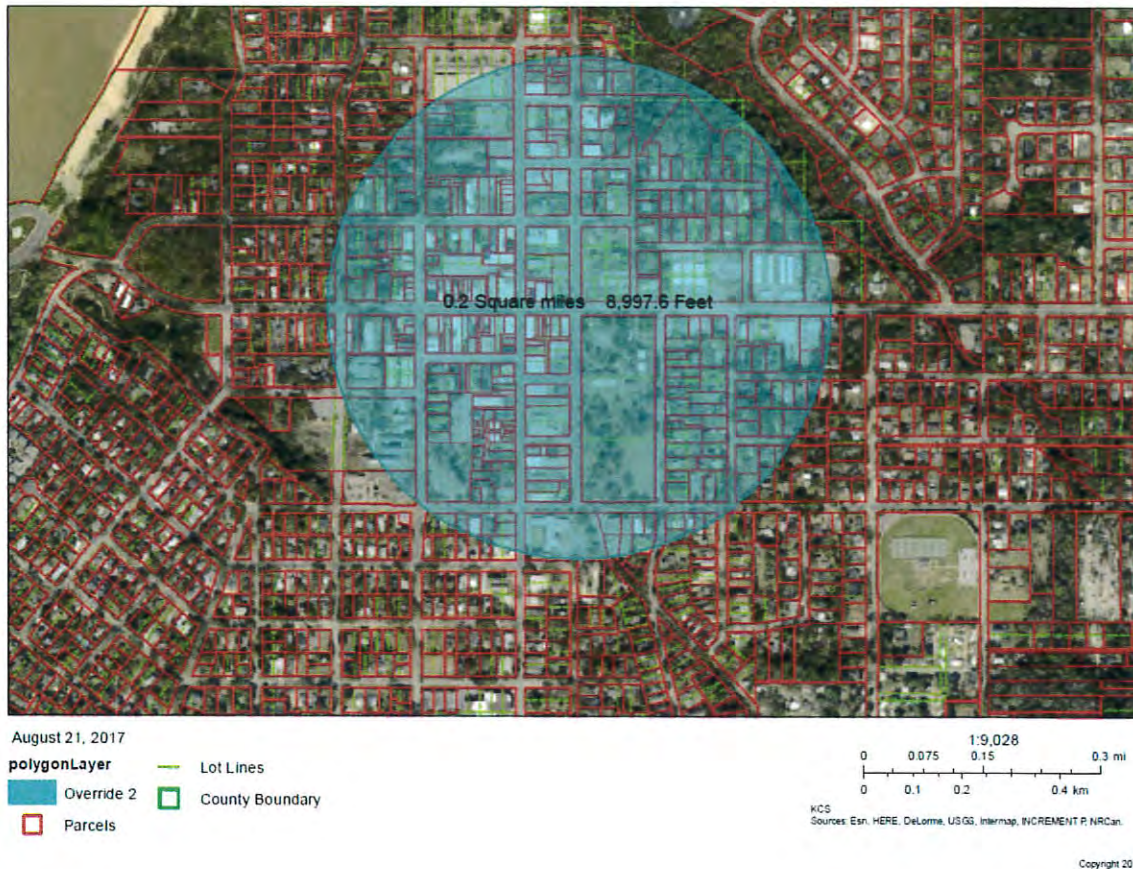 0.2 Square miles 8,997.6 Feet
August 21, 2017
polygonLayer
Override 2
Parcels
Lot Lines
County Boundary
1:9,028
0 0.075 0.15 0.3 mi
0 0.1 0.2 0.4 km
KCS
Sources: Esri, HERE, DeLorme, USGS, Intermap, INCREMENT P, NRCan,
Copyright 20